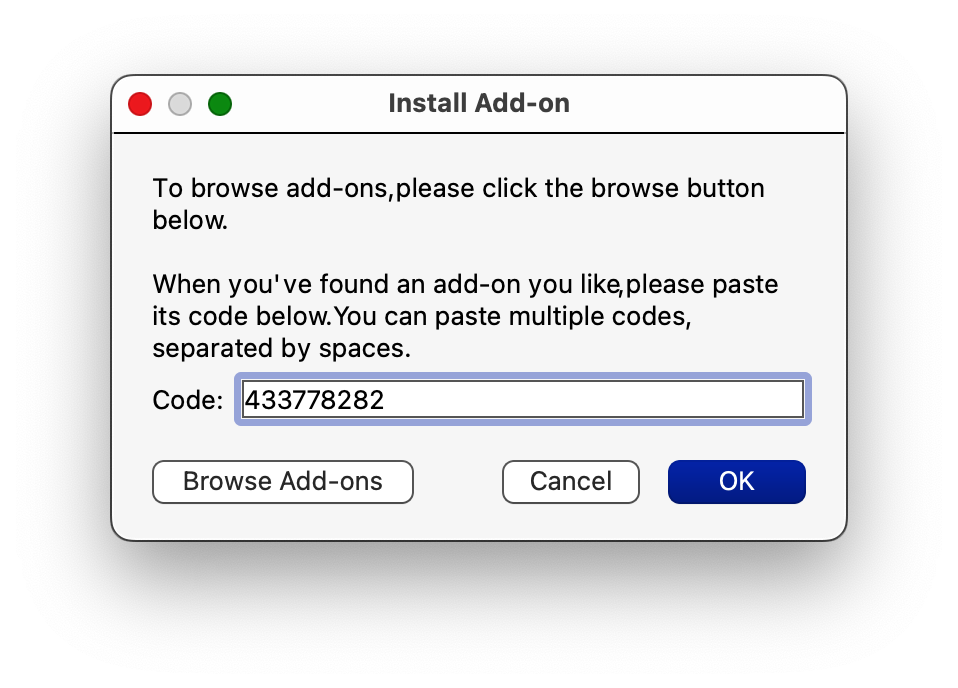 Install Add-on
To browse add-ons,please click the browse button
below.
When you've found an add-on you like,please paste
its code below.You can paste multiple codes,
separated by spaces.
Code: 433778282
Browse Add-ons Cancel OK